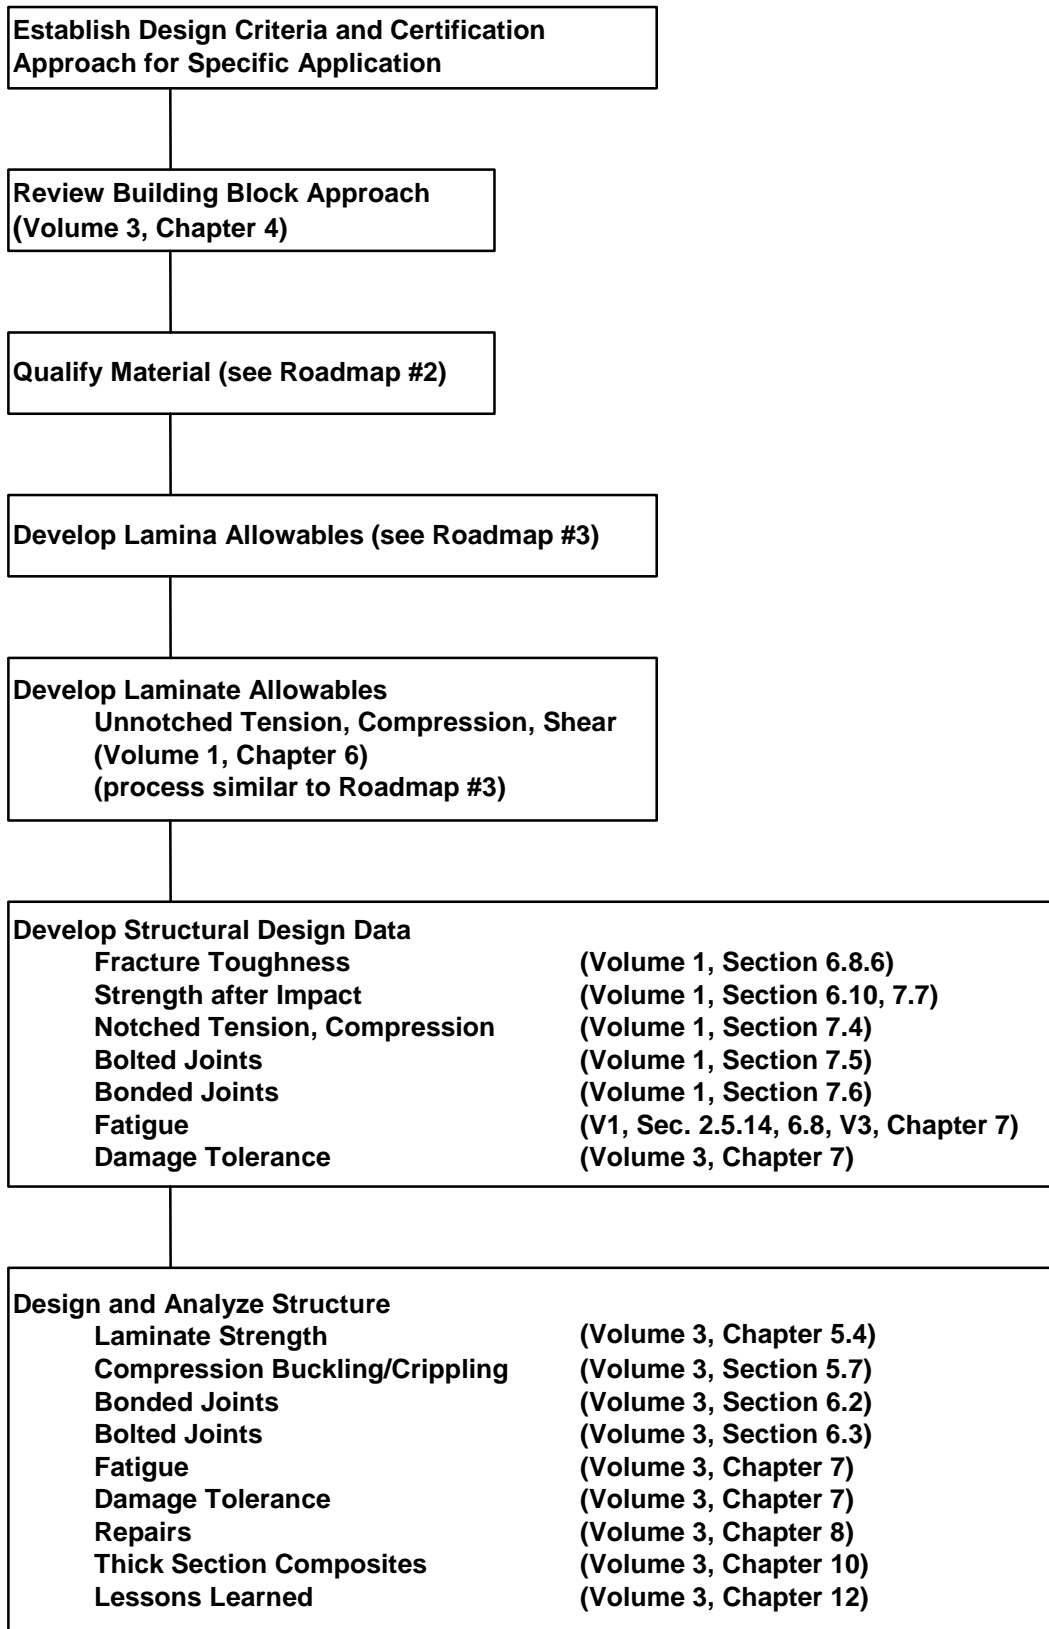 Establish Design Criteria and Certification
Approach for Specific Application
Review Building Block Approach
(Volume 3, Chapter 4)
Qualify Material (see Roadmap #2)
Develop Lamina Allowables (see Roadmap #3)
Develop Laminate Allowables
Unnotched Tension, Compression, Shear
(Volume 1, Chapter 6)
(process similar to Roadmap #3)
Develop Structural Design Data
Fracture Toughness (Volume 1, Section 6.8.6)
Strength after Impact (Volume 1, Section 6.10, 7.7)
Notched Tension, Compression (Volume 1, Section 7.4)
Bolted Joints (Volume 1, Section 7.5)
Bonded Joints (Volume 1, Section 7.6)
Fatigue (V1, Sec. 2.5.14, 6.8, V3, Chapter 7)
Damage Tolerance (Volume 3, Chapter 7)
Design and Analyze Structure
Laminate Strength (Volume 3, Chapter 5.4)
Compression Buckling/Crippling (Volume 3, Section 5.7)
Bonded Joints (Volume 3, Section 6.2)
Bolted Joints (Volume 3, Section 6.3)
Fatigue (Volume 3, Chapter 7)
Damage Tolerance (Volume 3, Chapter 7)
Repairs (Volume 3, Chapter 8)
Thick Section Composites (Volume 3, Chapter 10)
Lessons Learned (Volume 3, Chapter 12)